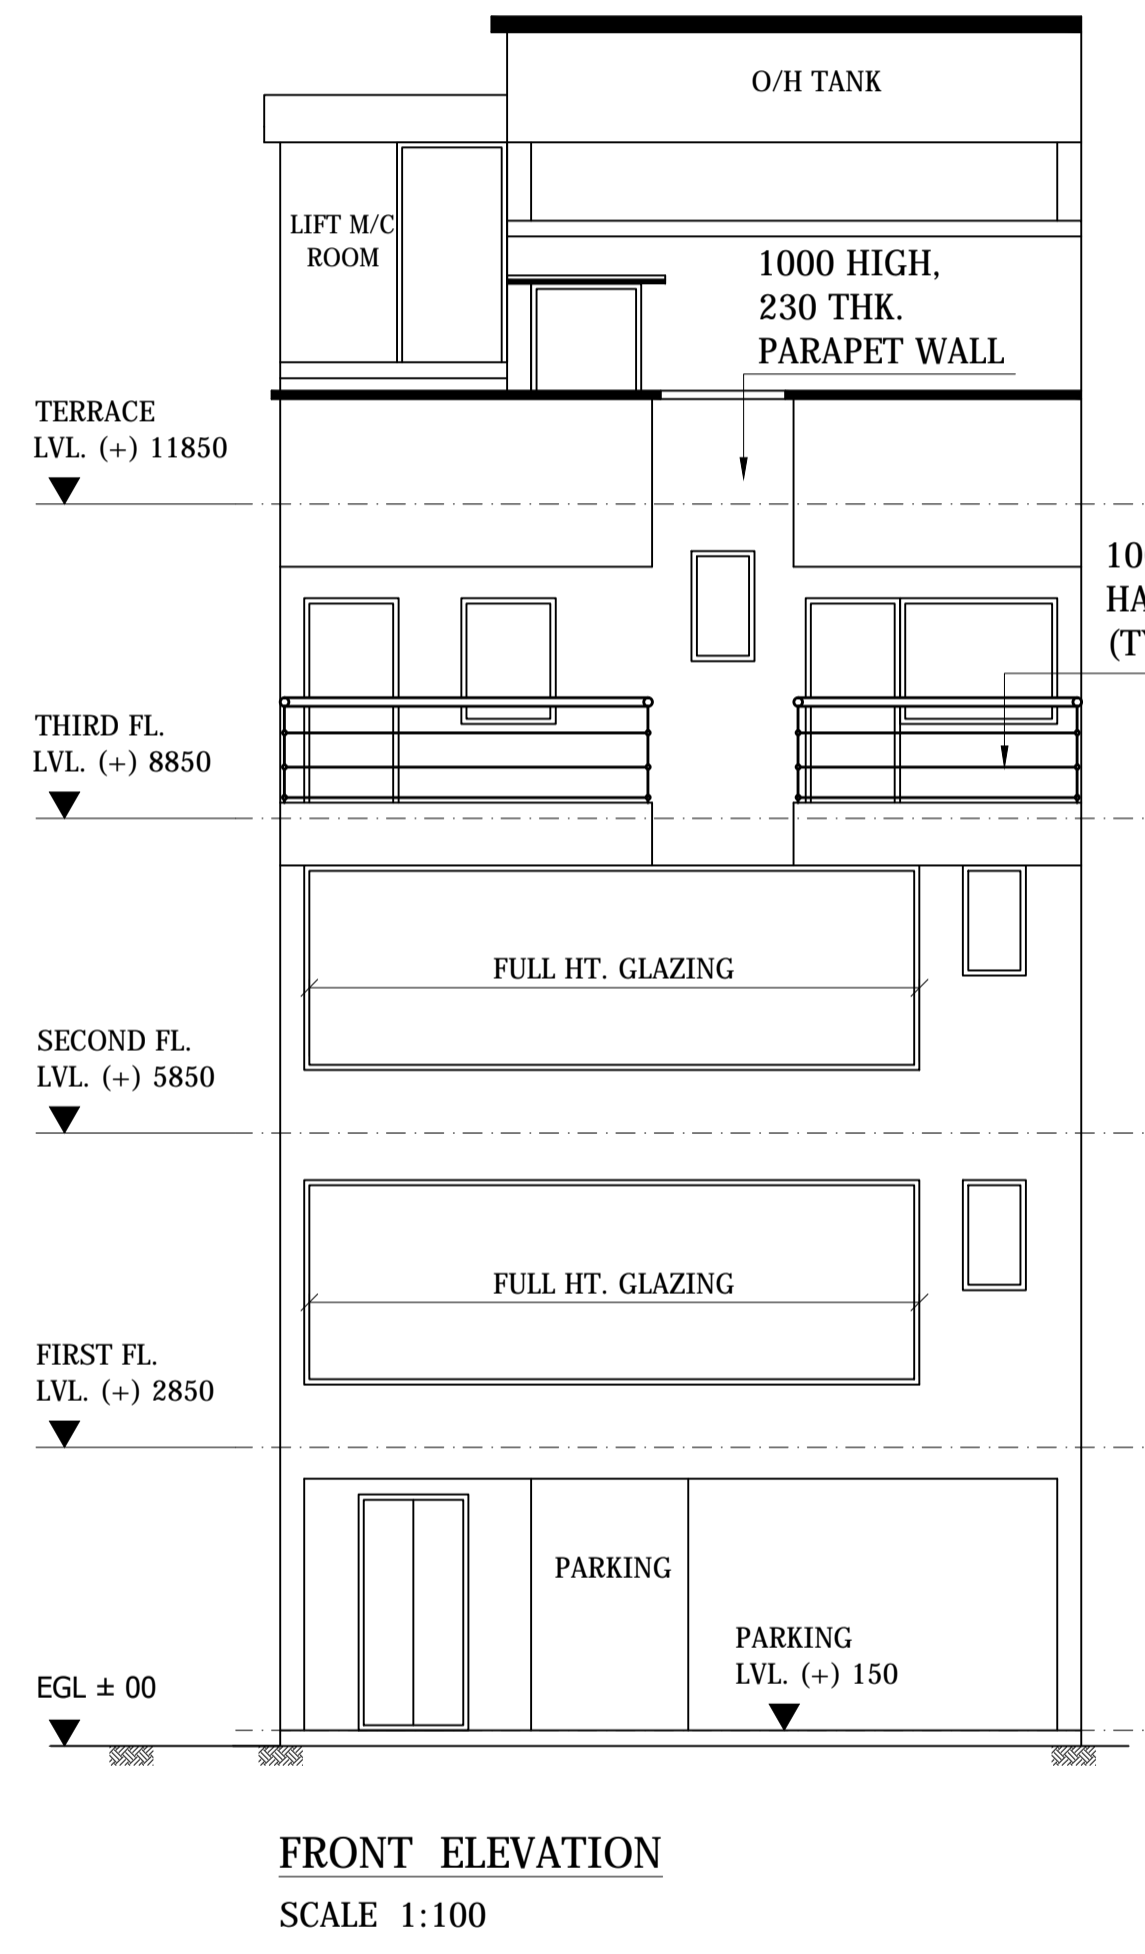 O/H TANK
LIFT M/C
ROOM
1000 HIGH,
230 THK.
PARAPET WALL
TERRACE
LVL. (+) 11850
THIRD FL.
LVL. (+) 8850
FULL HT. GLAZING
SECOND FL.
LVL. (+) 5850
FULL HT. GLAZING
FIRST FL.
LVL. (+) 2850
PARKING
PARKING
LVL. (+) 150
EGL ± 00
FRONT ELEVATION
SCALE 1:100